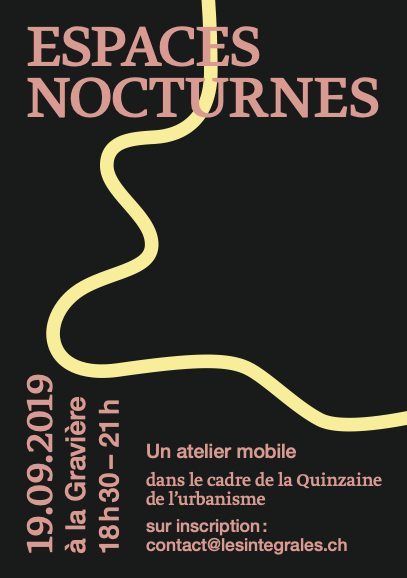 ESPACES
NOCTURNES
19.09.2019
à la Gravière
18h30–21h
Un atelier mobile
dans le cadre de la Quinzaine
de l’urbanisme
sur inscription :
contact@lesintegrales.ch